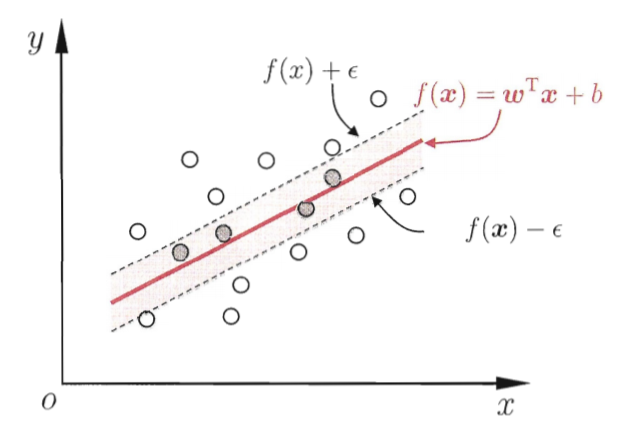 y
f(x) + ϵ
f(x) = wᵀx + b
f(x) − ϵ
O
x